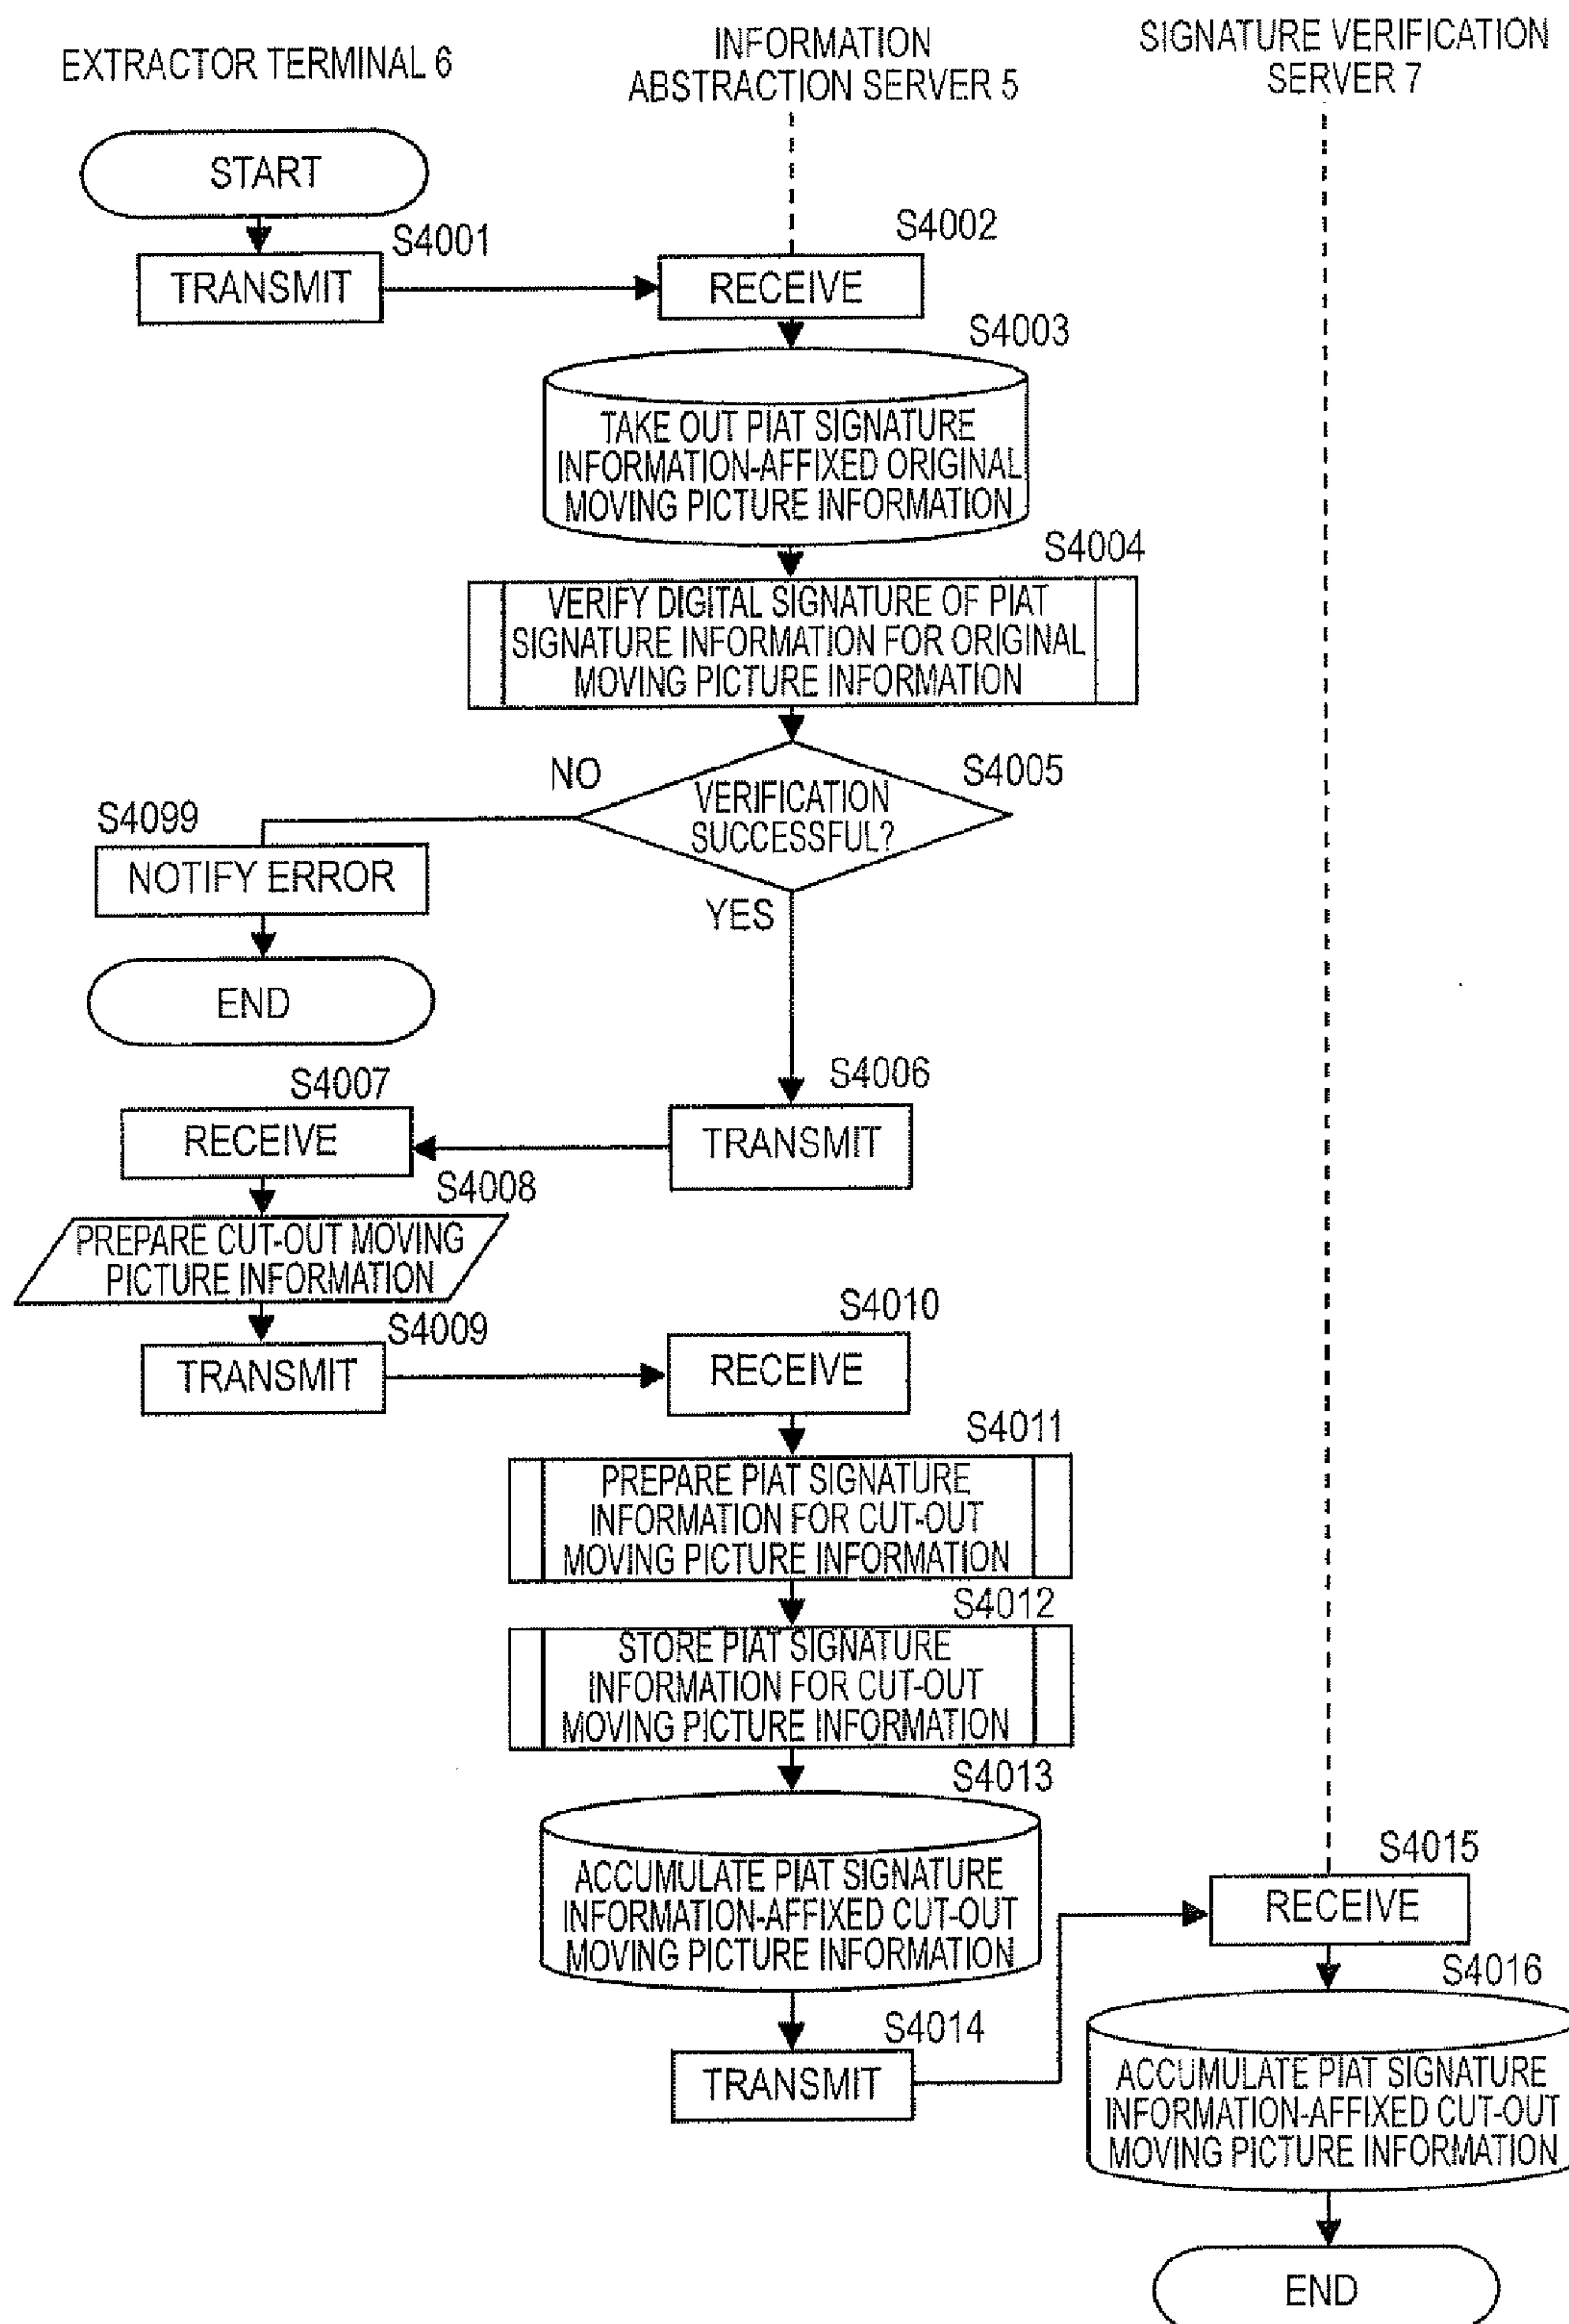 EXTRACTOR TERMINAL 6
INFORMATION
ABSTRACTION SERVER 5
SIGNATURE VERIFICATION
SERVER 7
START
S4001
TRANSMIT
S4002
RECEIVE
S4003
TAKE OUT PIAT SIGNATURE
INFORMATION-AFFIXED ORIGINAL
MOVING PICTURE INFORMATION
S4004
VERIFY DIGITAL SIGNATURE OF PIAT
SIGNATURE INFORMATION FOR ORIGINAL
MOVING PICTURE INFORMATION
S4005
VERIFICATION
SUCCESSFUL?
NO
S4099
NOTIFY ERROR
END
YES
S4006
TRANSMIT
S4007
RECEIVE
S4008
PREPARE CUT-OUT MOVING
PICTURE INFORMATION
S4009
TRANSMIT
S4010
RECEIVE
S4011
PREPARE PIAT SIGNATURE
INFORMATION FOR CUT-OUT
MOVING PICTURE INFORMATION
S4012
STORE PIAT SIGNATURE
INFORMATION FOR CUT-OUT
MOVING PICTURE INFORMATION
S4013
ACCUMULATE PIAT SIGNATURE
INFORMATION-AFFIXED CUT-OUT
MOVING PICTURE INFORMATION
S4014
TRANSMIT
S4015
RECEIVE
S4016
ACCUMULATE PIAT SIGNATURE
INFORMATION-AFFIXED CUT-OUT
MOVING PICTURE INFORMATION
END